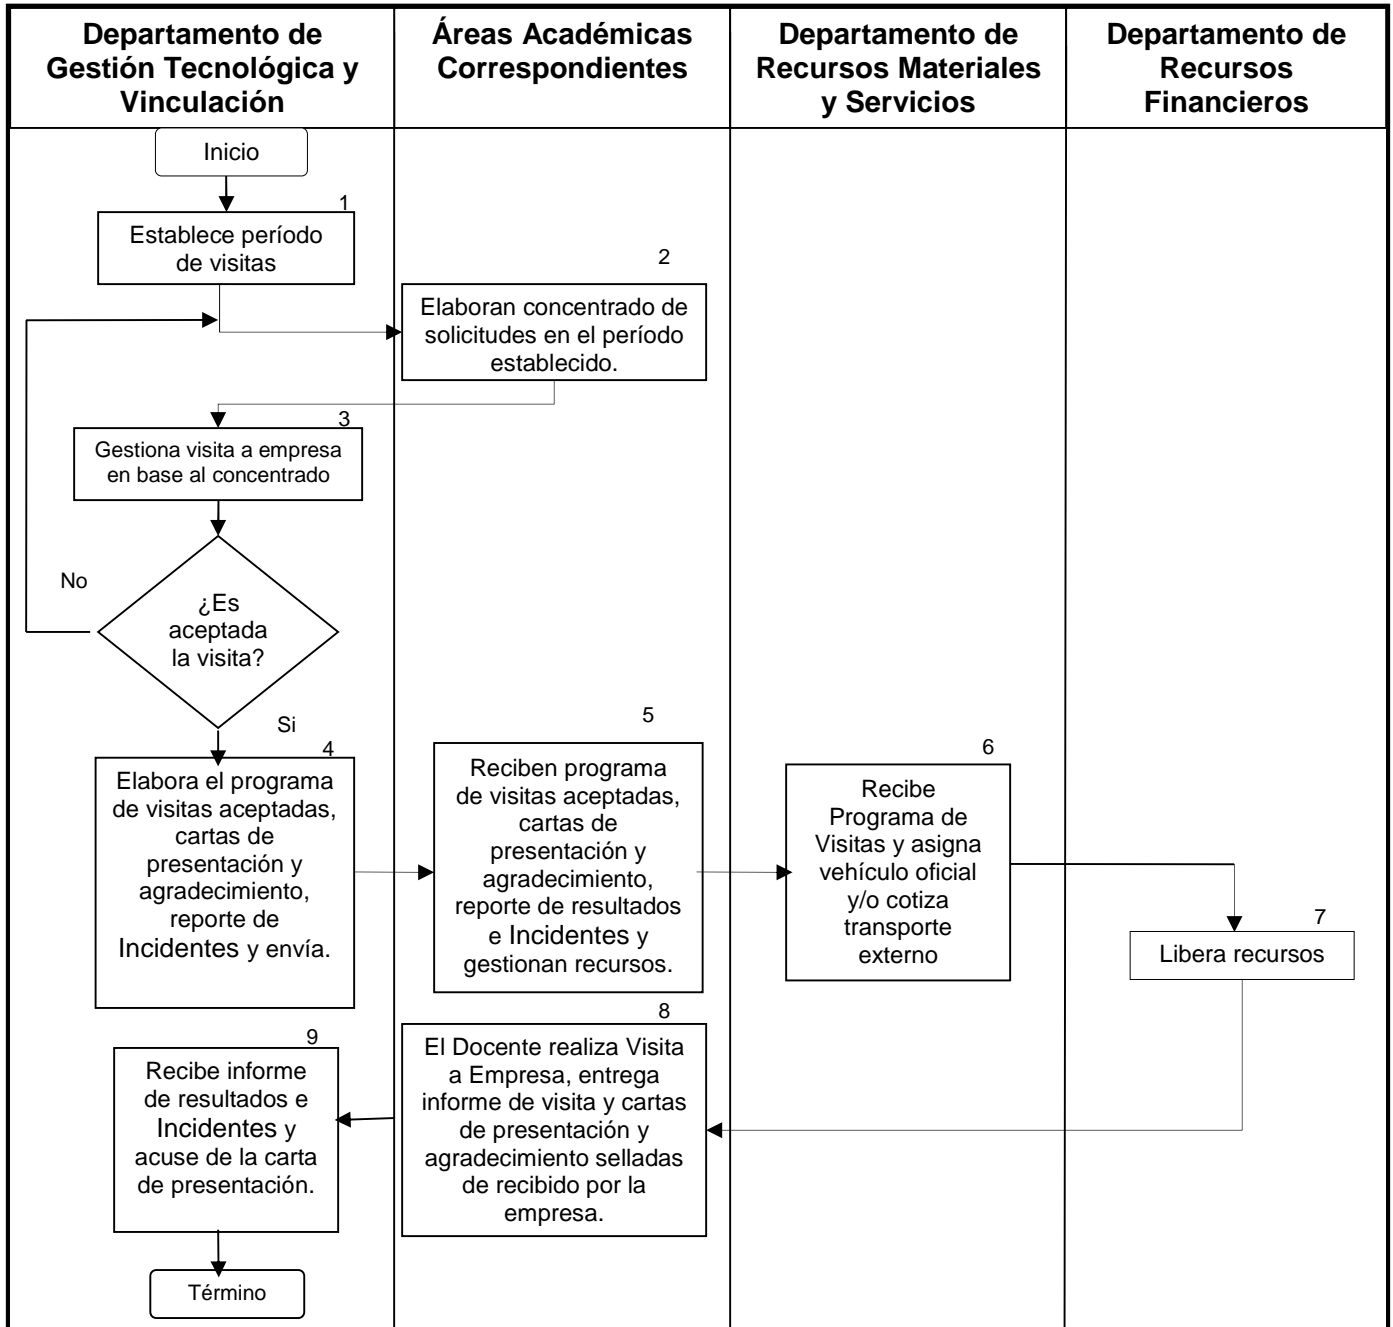 Departamento de
Gestión Tecnológica y
Vinculación
Áreas Académicas
Correspondientes
Departamento de
Recursos Materiales
y Servicios
Departamento de
Recursos
Financieros
Inicio
1
Establece período
de visitas
2
Elaboran concentrado de
solicitudes en el período
establecido.
3
Gestiona visita a empresa
en base al concentrado
No
¿Es
aceptada
la visita?
Si
4
Elabora el programa
de visitas aceptadas,
cartas de
presentación y
agradecimiento,
reporte de
Incidentes y envía.
5
Reciben programa
de visitas aceptadas,
cartas de
presentación y
agradecimiento,
reporte de resultados
e Incidentes y
gestionan recursos.
6
Recibe
Programa de
Visitas y asigna
vehículo oficial
y/o cotiza
transporte
externo
7
Libera recursos
8
El Docente realiza Visita
a Empresa, entrega
informe de visita y cartas
de presentación y
agradecimiento selladas
de recibido por la
empresa.
9
Recibe informe
de resultados e
Incidentes y
acuse de la carta
de presentación.
Término